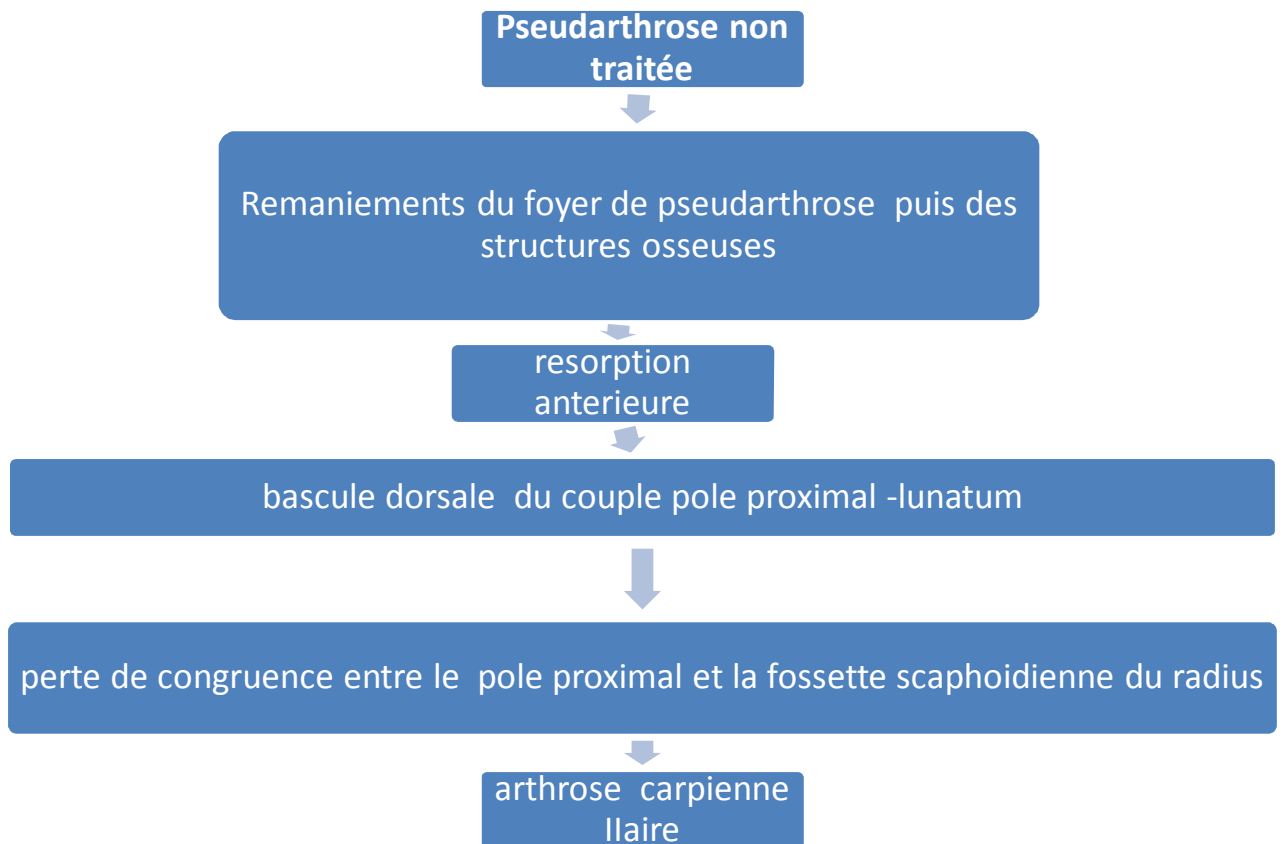 Pseudarthrose non
traitée
Remaniements du foyer de pseudarthrose puis des
structures osseuses
resorption
anterieure
bascule dorsale du couple pole proximal -lunatum
perte de congruence entre le pole proximal et la fossette scaphoidienne du radius
arthrose carpienne
IIaire